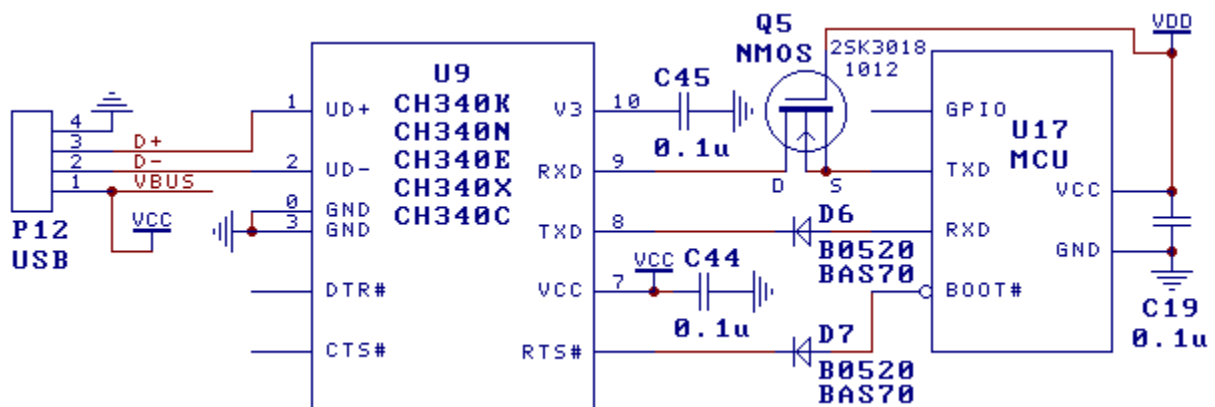 Q5
NMOS
2SK3018
1012
VDD
U9
CH340K
CH340N
CH340E
CH340X
CH340C
1
UD+
2
UD-
0
GND
3
GND
DTR#
CTS#
V3
10
RXD
9
TXD
8
VCC
7
RTS#
4
3
D+
2
D-
1
VBUS
VCC
P12
USB
C45
0.1u
D
S
VCC
C44
0.1u
D6
B0520
BAS70
D7
B0520
BAS70
GPIO
U17
MCU
TXD
VCC
RXD
GND
BOOT#
C19
0.1u